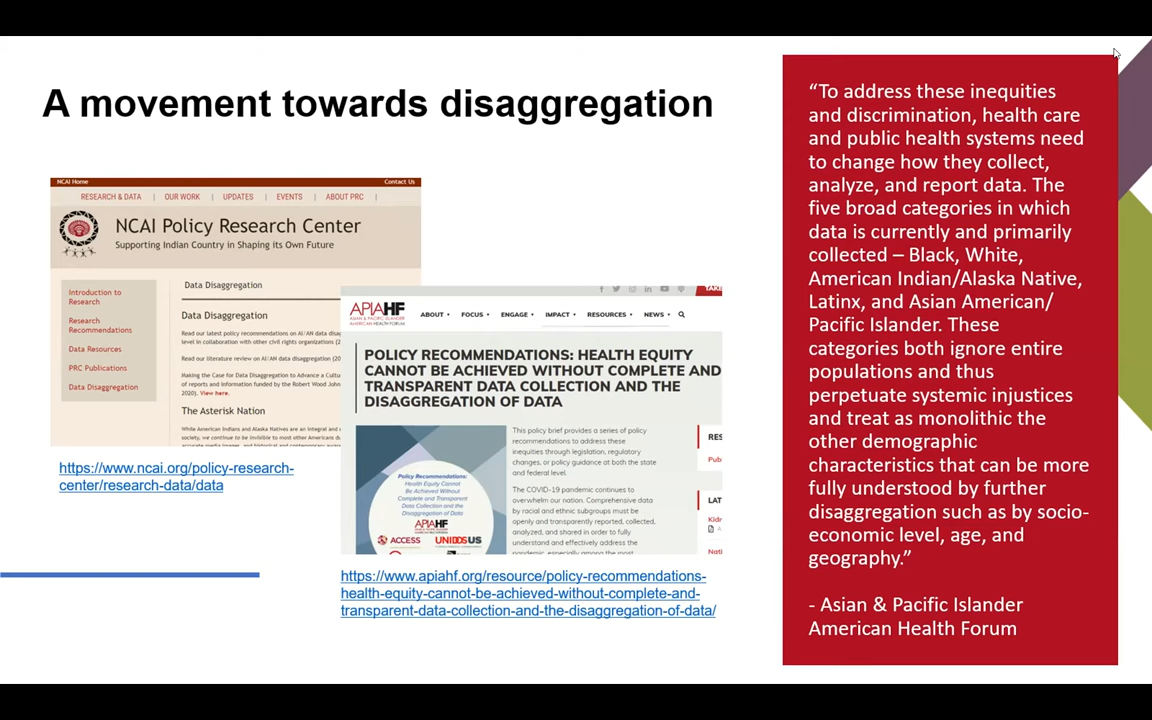 A movement towards disaggregation
NCAI Home
Contact Us
RESEARCH & DATA | OUR WORK | UPDATES | EVENTS | ABOUT PRC |
NCAI Policy Research Center
Supporting Indian Country in Shaping its Own Future
Introduction to
Research
Research
Recommendations
Data Resources
PRC Publications
Data Disaggregation
Data Disaggregation
Data Disaggregation
Read our latest policy recommendations on AI/AN data disa
level in collaboration with other civil rights organizations (2
Read our literature review on AI/AN data disaggregation (20
Making the Case for Data Disaggregation to Advance a Cultu
of reports and information funded by the Robert Wood John
2020). View here.
The Asterisk Nation
While American Indians and Alaska Natives are an integral and
society, we continue to be invisible to most other Americans
https://www.ncai.org/policy-research-
center/research-data/data
APIAHF
ASIAN & PACIFIC ISLANDER
AMERICAN HEALTH FORUM
ABOUT
FOCUS
ENGAGE
IMPACT
RESOURCES
NEWS
TAKE
POLICY RECOMMENDATIONS: HEALTH EQUITY
CANNOT BE ACHIEVED WITHOUT COMPLETE AND
TRANSPARENT DATA COLLECTION AND THE
DISAGGREGATION OF DATA
Policy Recommendations:
Health Equity Cannot
Be Achieved Without
Complete and Transparent
Data Collection and the
Disaggregation of Data
APIAHF
ACCESS
UNIDOSUS
This policy brief provides a series of policy
recommendations to address these
inequities through legislation, regulatory
changes, or policy guidance at both the state
and federal level.
The COVID-19 pandemic continues to
overwhelm our nation. Comprehensive data
by racial and ethnic subgroups must be
openly and transparently reported, collected,
analyzed, and shared in order to fully
understand and effectively address the
pandemic, especially among the most
RES
Pub
LAT
Kidn
Nati
https://www.apiahf.org/resource/policy-recommendations-
health-equity-cannot-be-achieved-without-complete-and-
transparent-data-collection-and-the-disaggregation-of-data/
“To address these inequities
and discrimination, health care
and public health systems need
to change how they collect,
analyze, and report data. The
five broad categories in which
data is currently and primarily
collected – Black, White,
American Indian/Alaska Native,
Latinx, and Asian American/
Pacific Islander. These
categories both ignore entire
populations and thus
perpetuate systemic injustices
and treat as monolithic the
other demographic
characteristics that can be more
fully understood by further
disaggregation such as by socio-
economic level, age, and
geography.”
- Asian & Pacific Islander
American Health Forum